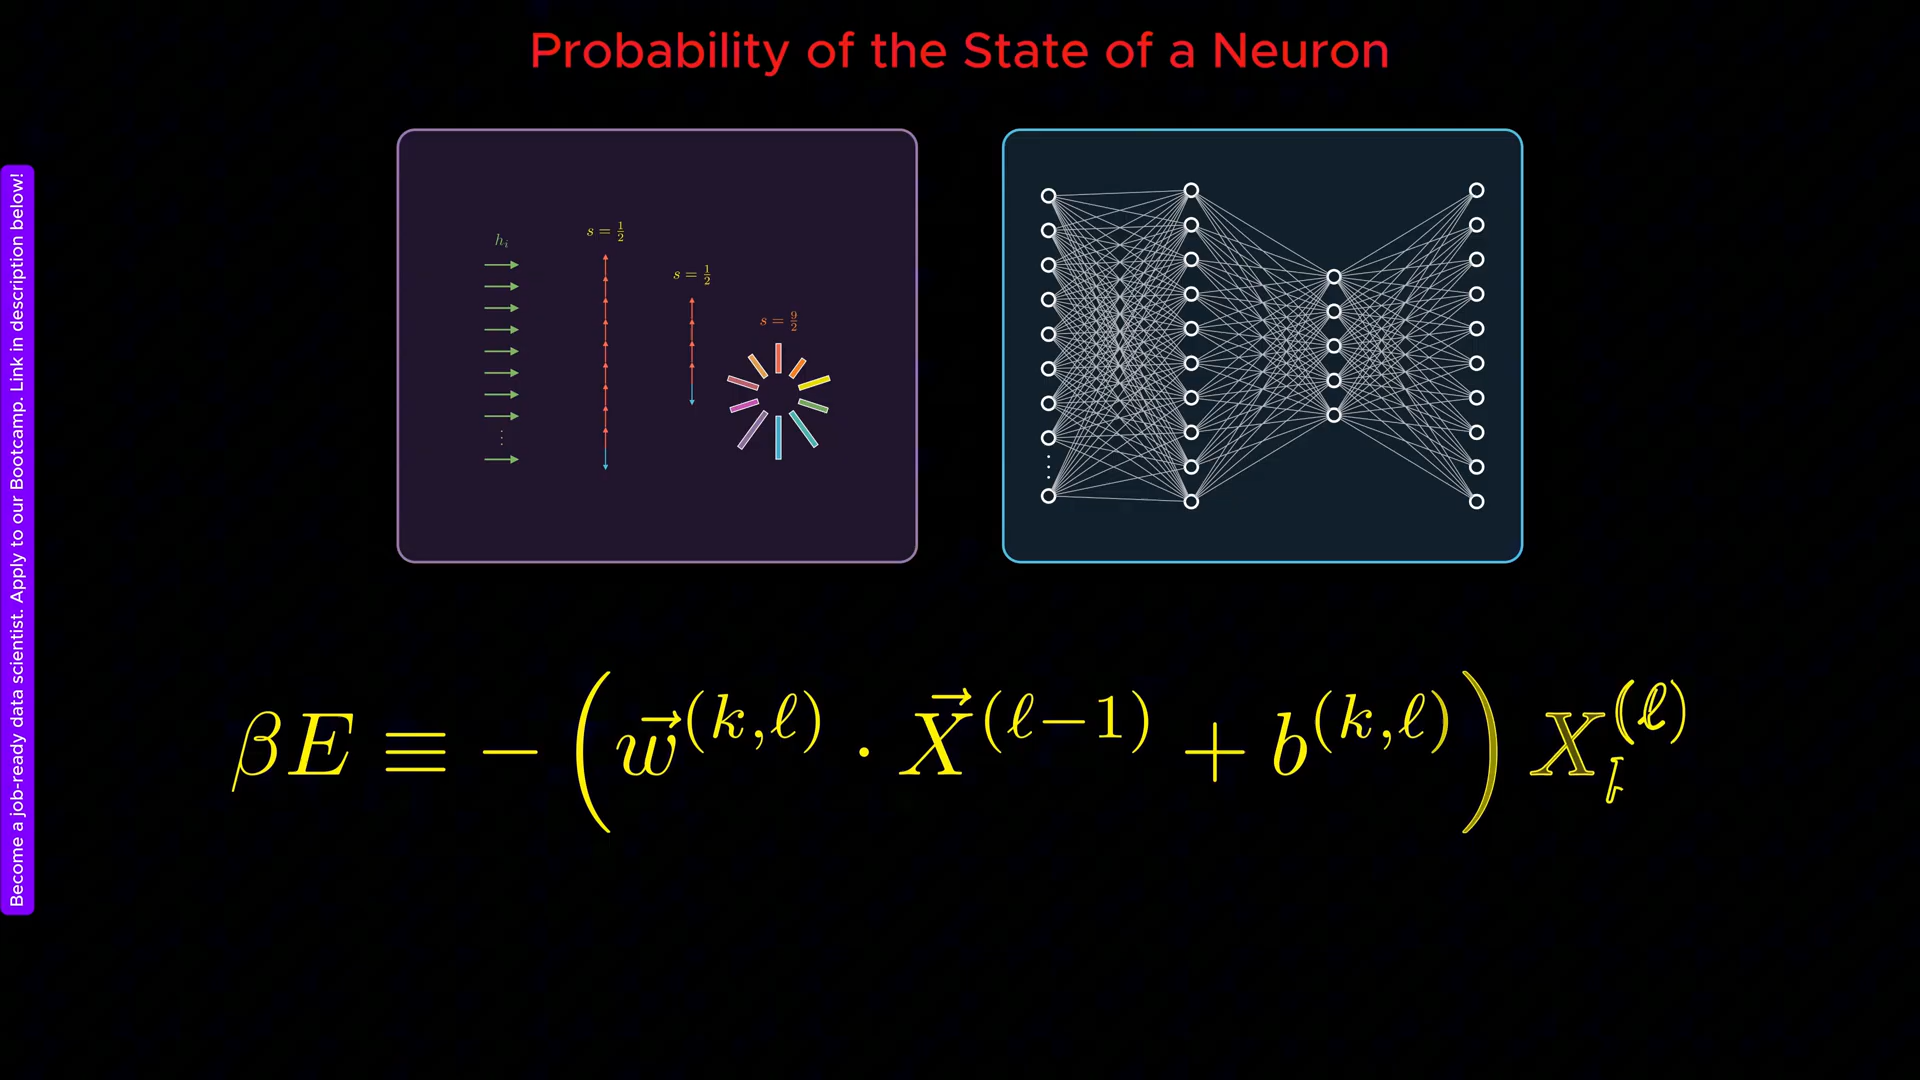 Probability of the State of a Neuron
Become a job-ready data scientist. Apply to our Bootcamp. Link in description below!
h_i
s = 1/2
s = 1/2
s = 9/2
βE ≡ − ( w⃗^(k,ℓ) · X⃗^(ℓ−1) + b^(k,ℓ) ) X^(ℓ)